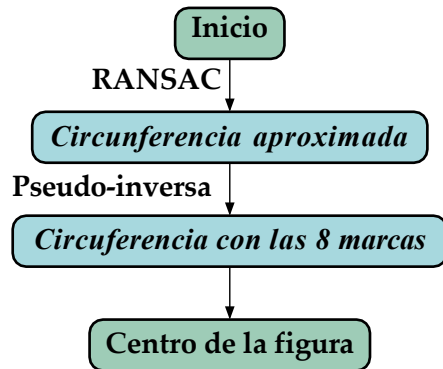 Inicio
RANSAC
Circunferencia aproximada
Pseudo-inversa
Circuferencia con las 8 marcas
Centro de la figura